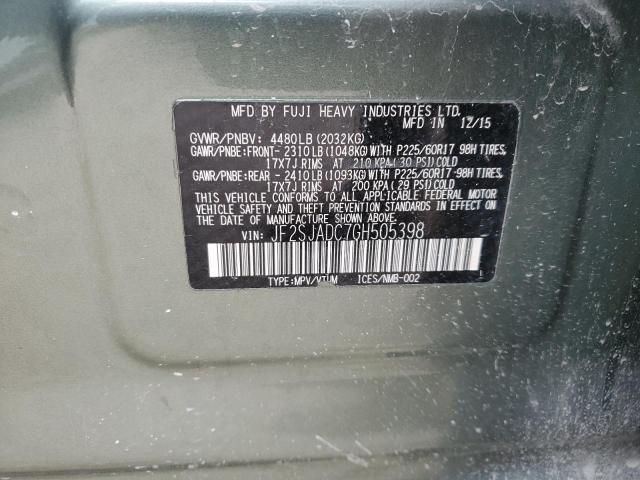 MFD BY FUJI HEAVY INDUSTRIES LTD.
MFD IN 12/15
GVWR/PNBV: 4480LB (2032KG)
GAWR/PNBE:FRONT- 2310LB (1048KG) WITH P225/60R17 98H TIRES,
17X7J RIMS AT 210 KPA (30 PSI) COLD
GAWR/PNBE:REAR - 2410LB (1093KG) WITH P225/60R17 98H TIRES,
17X7J RIMS AT 200 KPA (29 PSI) COLD
THIS VEHICLE CONFORMS TO ALL APPLICABLE FEDERAL MOTOR
VEHICLE SAFETY, BUMPER, AND THEFT PREVENTION STANDARDS
IN EFFECT ON THE DATE OF MANUFACTURE SHOWN ABOVE.
VIN: JF2SJADC7GH505398
TYPE:MPV/VTUM ICES/NMB-002